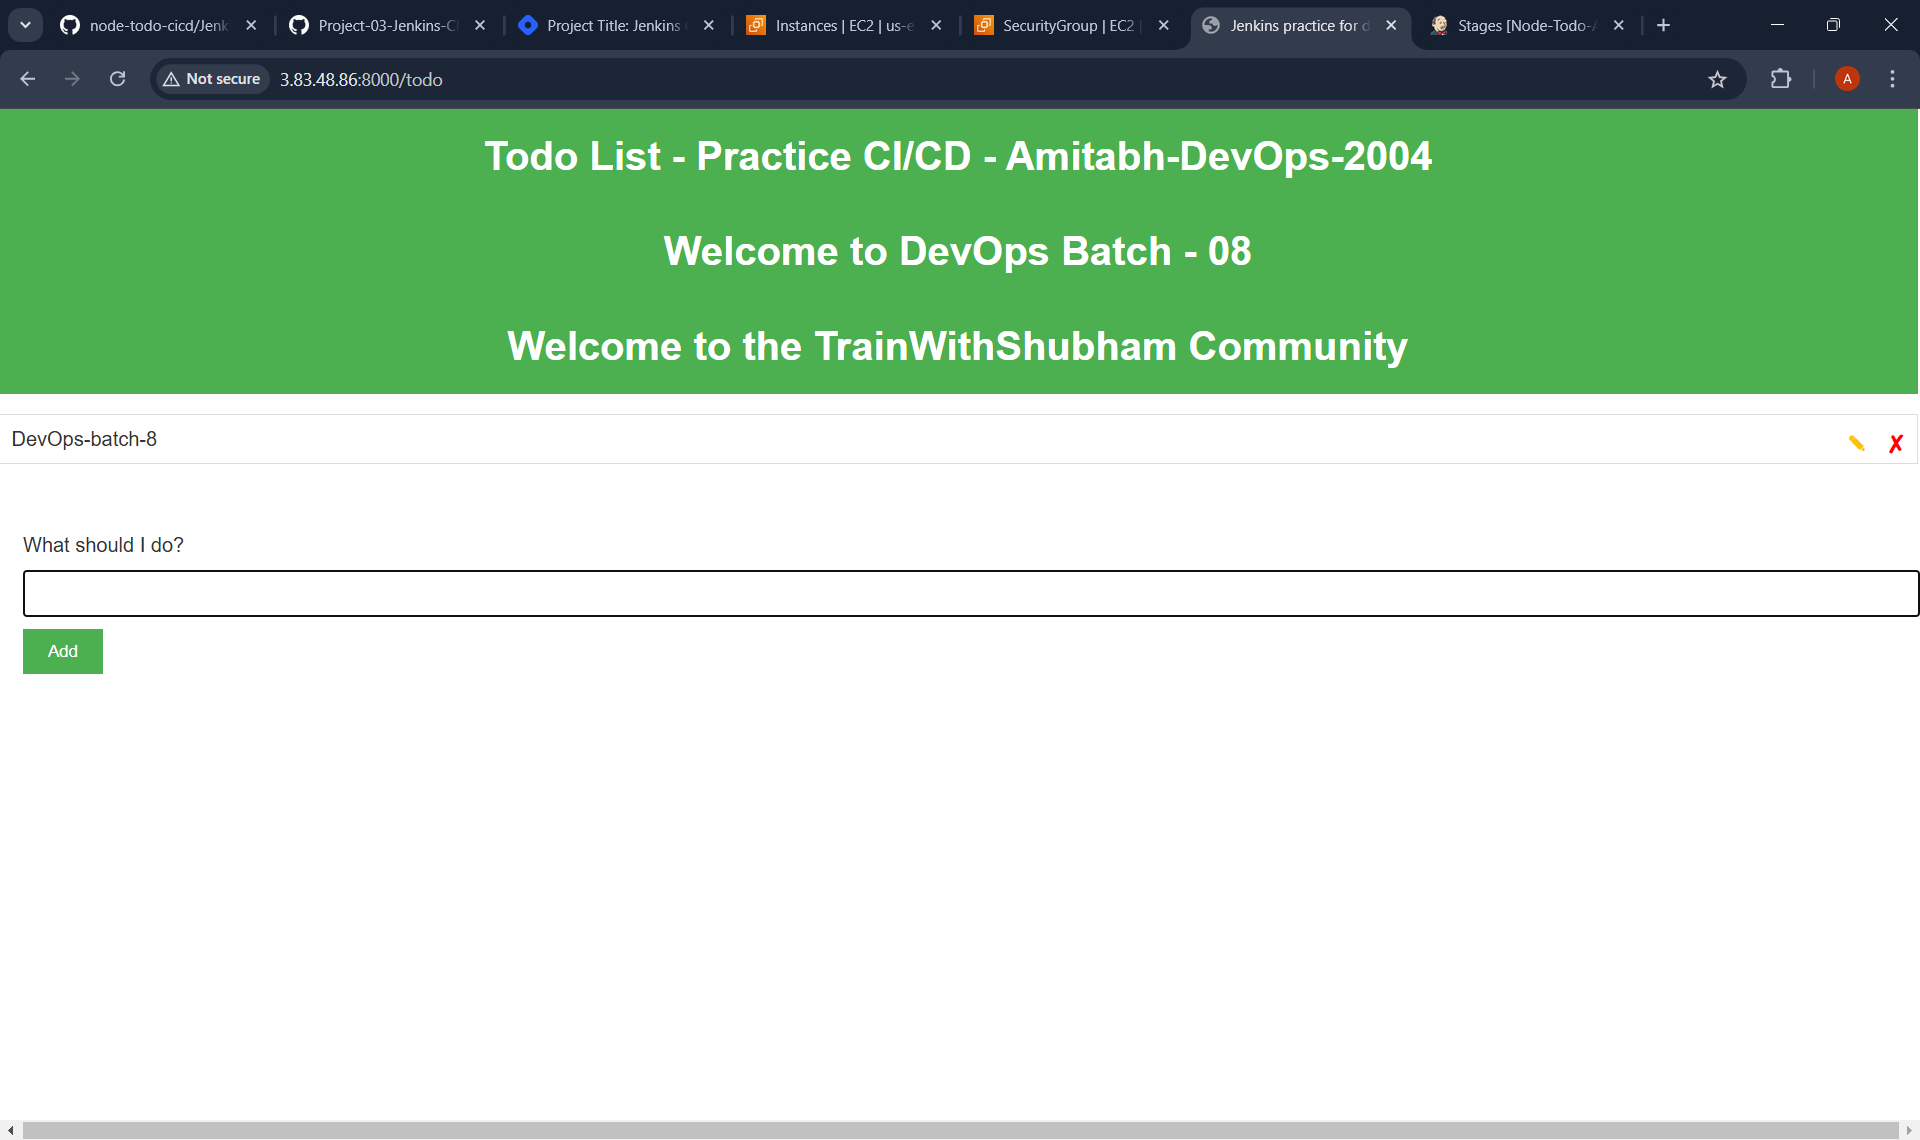 node-todo-cicd/Jenk
Project-03-Jenkins-C
Project Title: Jenkins
Instances | EC2 | us-e
SecurityGroup | EC2 |
Jenkins practice for d
Stages [Node-Todo-
Not secure
3.83.48.86:8000/todo
A
Todo List - Practice CI/CD - Amitabh-DevOps-2004
Welcome to DevOps Batch - 08
Welcome to the TrainWithShubham Community
DevOps-batch-8
What should I do?
Add